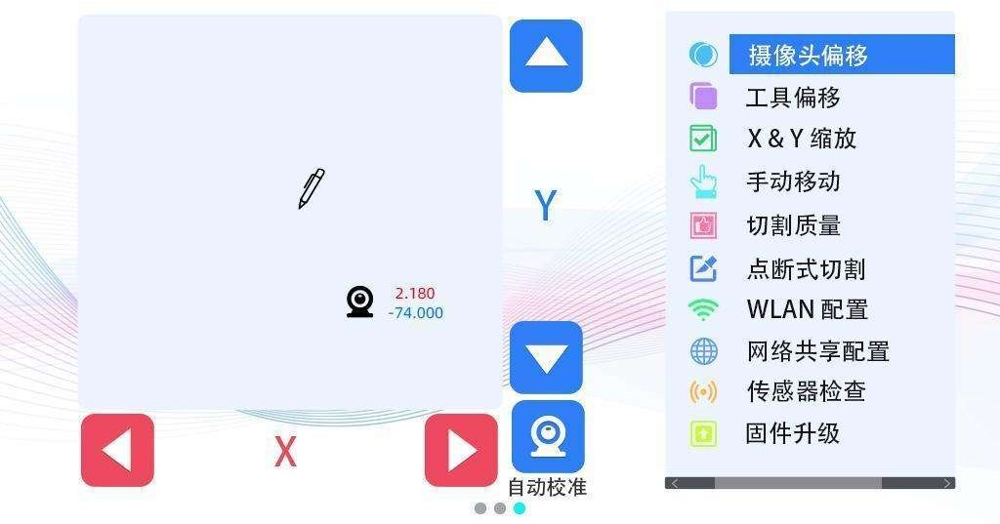 摄像头偏移
工具偏移
X & Y 缩放
Y
手动移动
切割质量
点断式切割
2.180
-74.000
WLAN 配置
网络共享配置
传感器检查
固件升级
X
自动校准